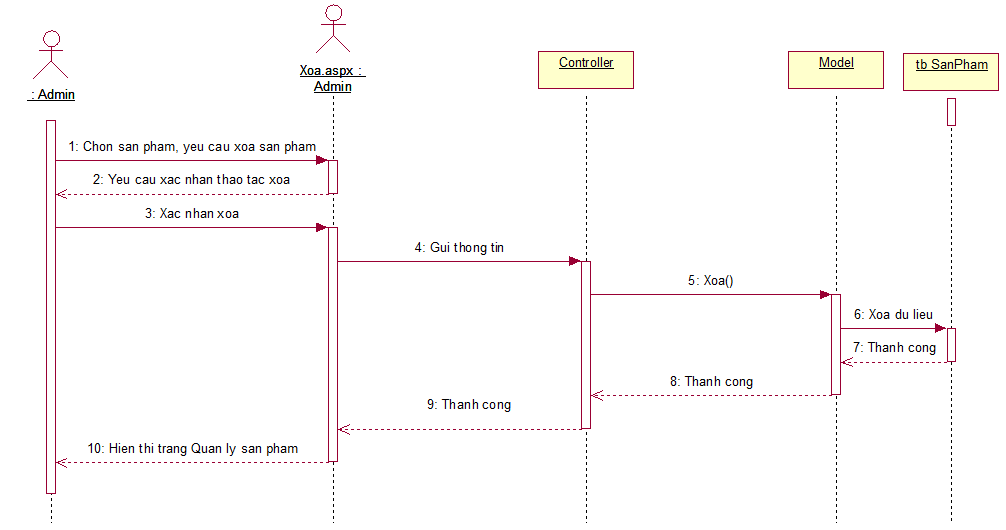 : Admin
Xoa.aspx :
Admin
Controller
Model
tb SanPham
1: Chon san pham, yeu cau xoa san pham
2: Yeu cau xac nhan thao tac xoa
3: Xac nhan xoa
4: Gui thong tin
5: Xoa()
6: Xoa du lieu
7: Thanh cong
8: Thanh cong
9: Thanh cong
10: Hien thi trang Quan ly san pham